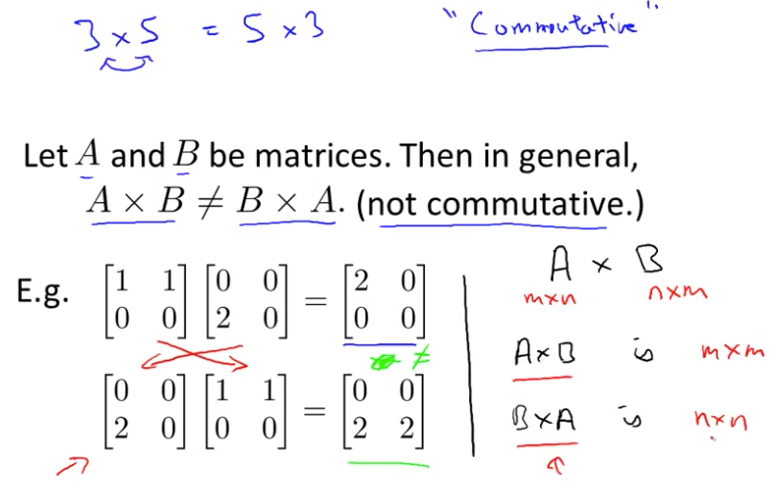 3 × 5 = 5 × 3
"Commutative"
Let A and B be matrices. Then in general,
A × B ≠ B × A. (not commutative.)
E.g.
[1 1] [0 0] = [2 0]
[0 0] [2 0] [0 0]
≠
[0 0] [1 1] = [0 0]
[2 0] [0 0] [2 2]
A × B
m×n n×m
A×B is m×m
B×A is n×n